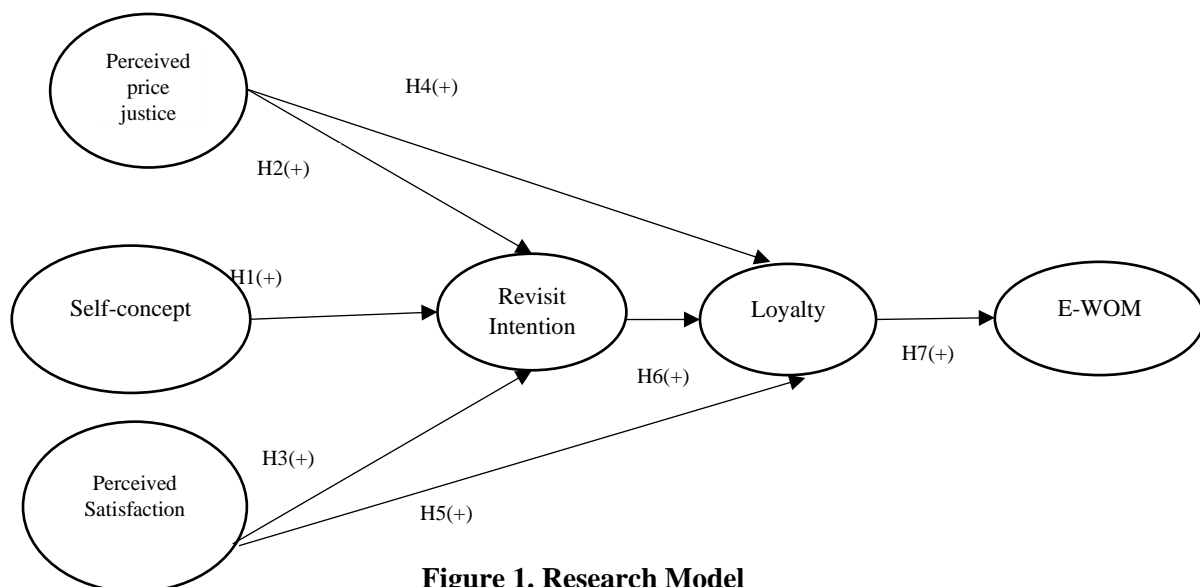 Perceived
price
justice
H4(+)
H2(+)
H1(+)
Self-concept
Revisit
Intention
Loyalty
E-WOM
H6(+)
H7(+)
H3(+)
Perceived
Satisfaction
H5(+)
Figure 1. Research Model